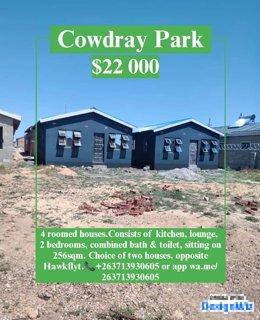 Cowdray Park
$22 000
4 roomed houses.Consists of kitchen, lounge,
2 bedrooms, combined bath & toilet, sitting on
256sqm. Choice of two houses. opposite
Hawkflyt.📞+263713930605 or app wa.me/
263713930605
DesignWiz